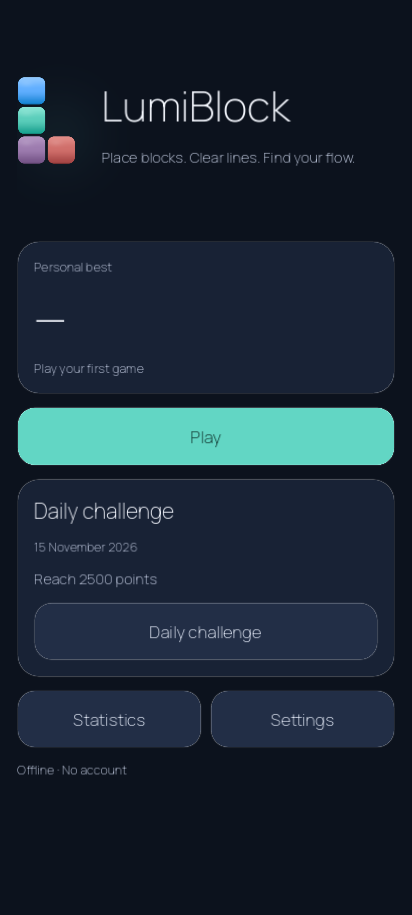 LumiBlock
Place blocks. Clear lines. Find your flow.
Personal best
—
Play your first game
Play
Daily challenge
15 November 2026
Reach 2500 points
Daily challenge
Statistics
Settings
Offline · No account